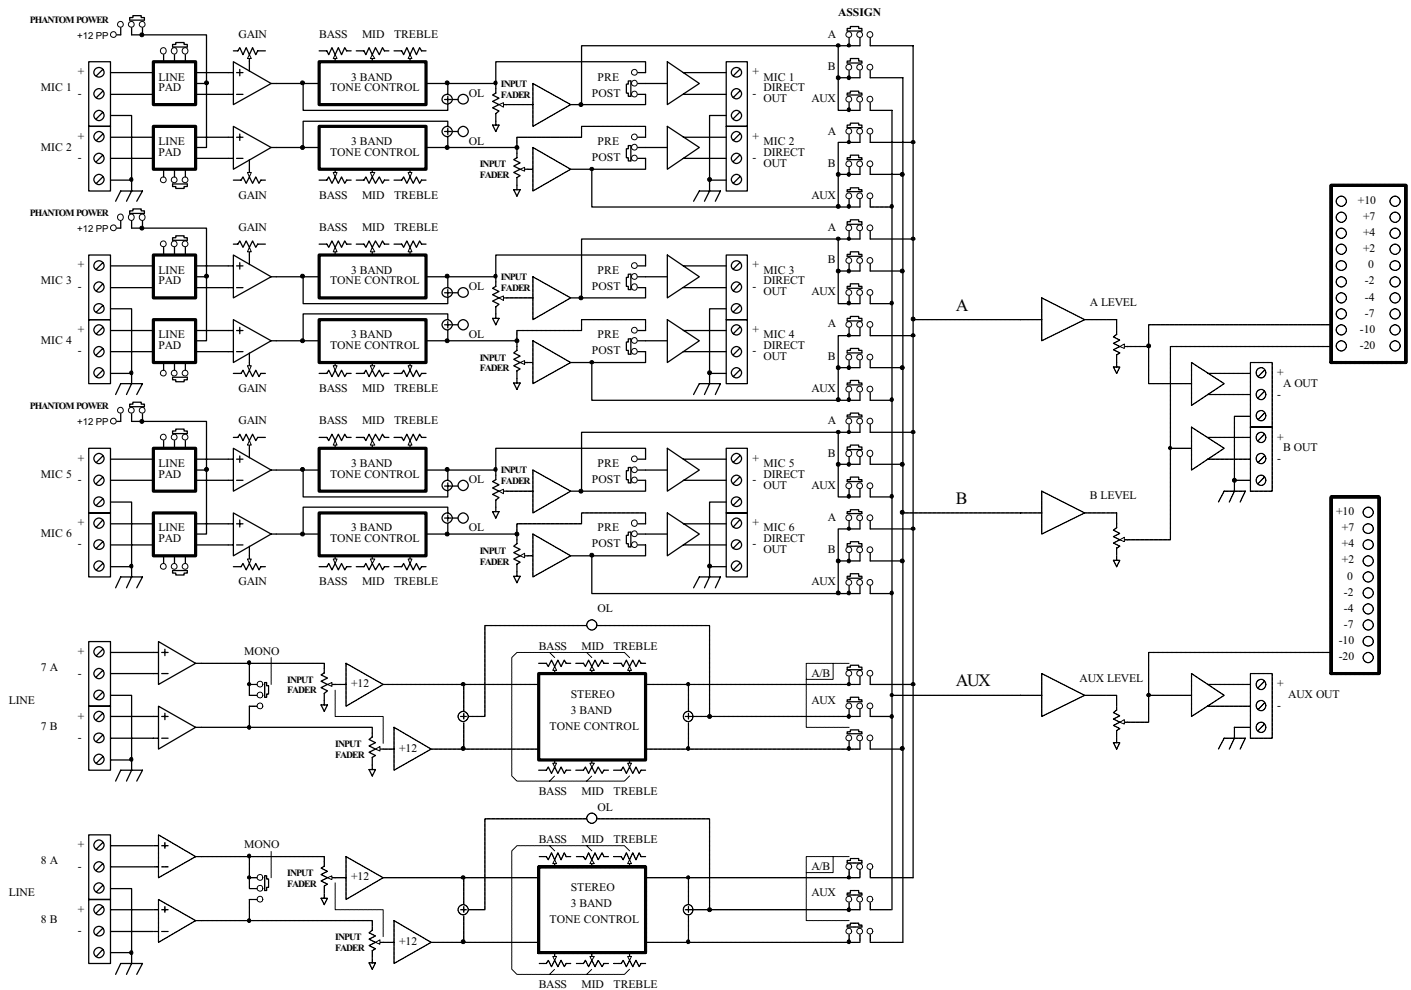 ASSIGN
PHANTOM POWER
+12 PP
GAIN
BASS MID TREBLE
A
MIC 1
+
-
LINE PAD
+
−
3 BAND
TONE CONTROL
OL
INPUT
FADER
PRE
POST
+
-
MIC 1
DIRECT
OUT
B
AUX
MIC 2
+
-
LINE
PAD
+
−
3 BAND
TONE CONTROL
OL
INPUT
FADER
PRE
POST
+
-
MIC 2
DIRECT
OUT
A
B
AUX
GAIN
BASS MID TREBLE
PHANTOM POWER
+12 PP
GAIN
BASS MID TREBLE
A
MIC 3
+
-
LINE
PAD
+
−
3 BAND
TONE CONTROL
OL
INPUT
FADER
PRE
POST
+
-
MIC 3
DIRECT
OUT
B
AUX
MIC 4
+
-
LINE
PAD
+
−
3 BAND
TONE CONTROL
OL
INPUT
FADER
PRE
POST
+
-
MIC 4
DIRECT
OUT
A
B
AUX
GAIN
BASS MID TREBLE
PHANTOM POWER
+12 PP
GAIN
BASS MID TREBLE
A
MIC 5
+
-
LINE
PAD
+
−
3 BAND
TONE CONTROL
OL
INPUT
FADER
PRE
POST
+
-
MIC 5
DIRECT
OUT
B
AUX
MIC 6
+
-
LINE
PAD
+
−
3 BAND
TONE CONTROL
OL
INPUT
FADER
PRE
POST
+
-
MIC 6
DIRECT
OUT
A
B
AUX
GAIN
BASS MID TREBLE
A
A LEVEL
+10
+7
+4
+2
0
-2
-4
-7
-10
-20
+
A OUT
-
+
B OUT
-
B
B LEVEL
+10
+7
+4
+2
0
-2
-4
-7
-10
-20
AUX
AUX LEVEL
+
AUX OUT
-
LINE
7 A
+
-
7 B
+
-
+
−
+
−
MONO
INPUT
FADER
+12
INPUT
FADER
+12
OL
BASS MID TREBLE
STEREO
3 BAND
TONE CONTROL
BASS MID TREBLE
A/B
AUX
LINE
8 A
+
-
8 B
+
-
+
−
+
−
MONO
INPUT
FADER
+12
INPUT
FADER
+12
OL
BASS MID TREBLE
STEREO
3 BAND
TONE CONTROL
BASS MID TREBLE
A/B
AUX